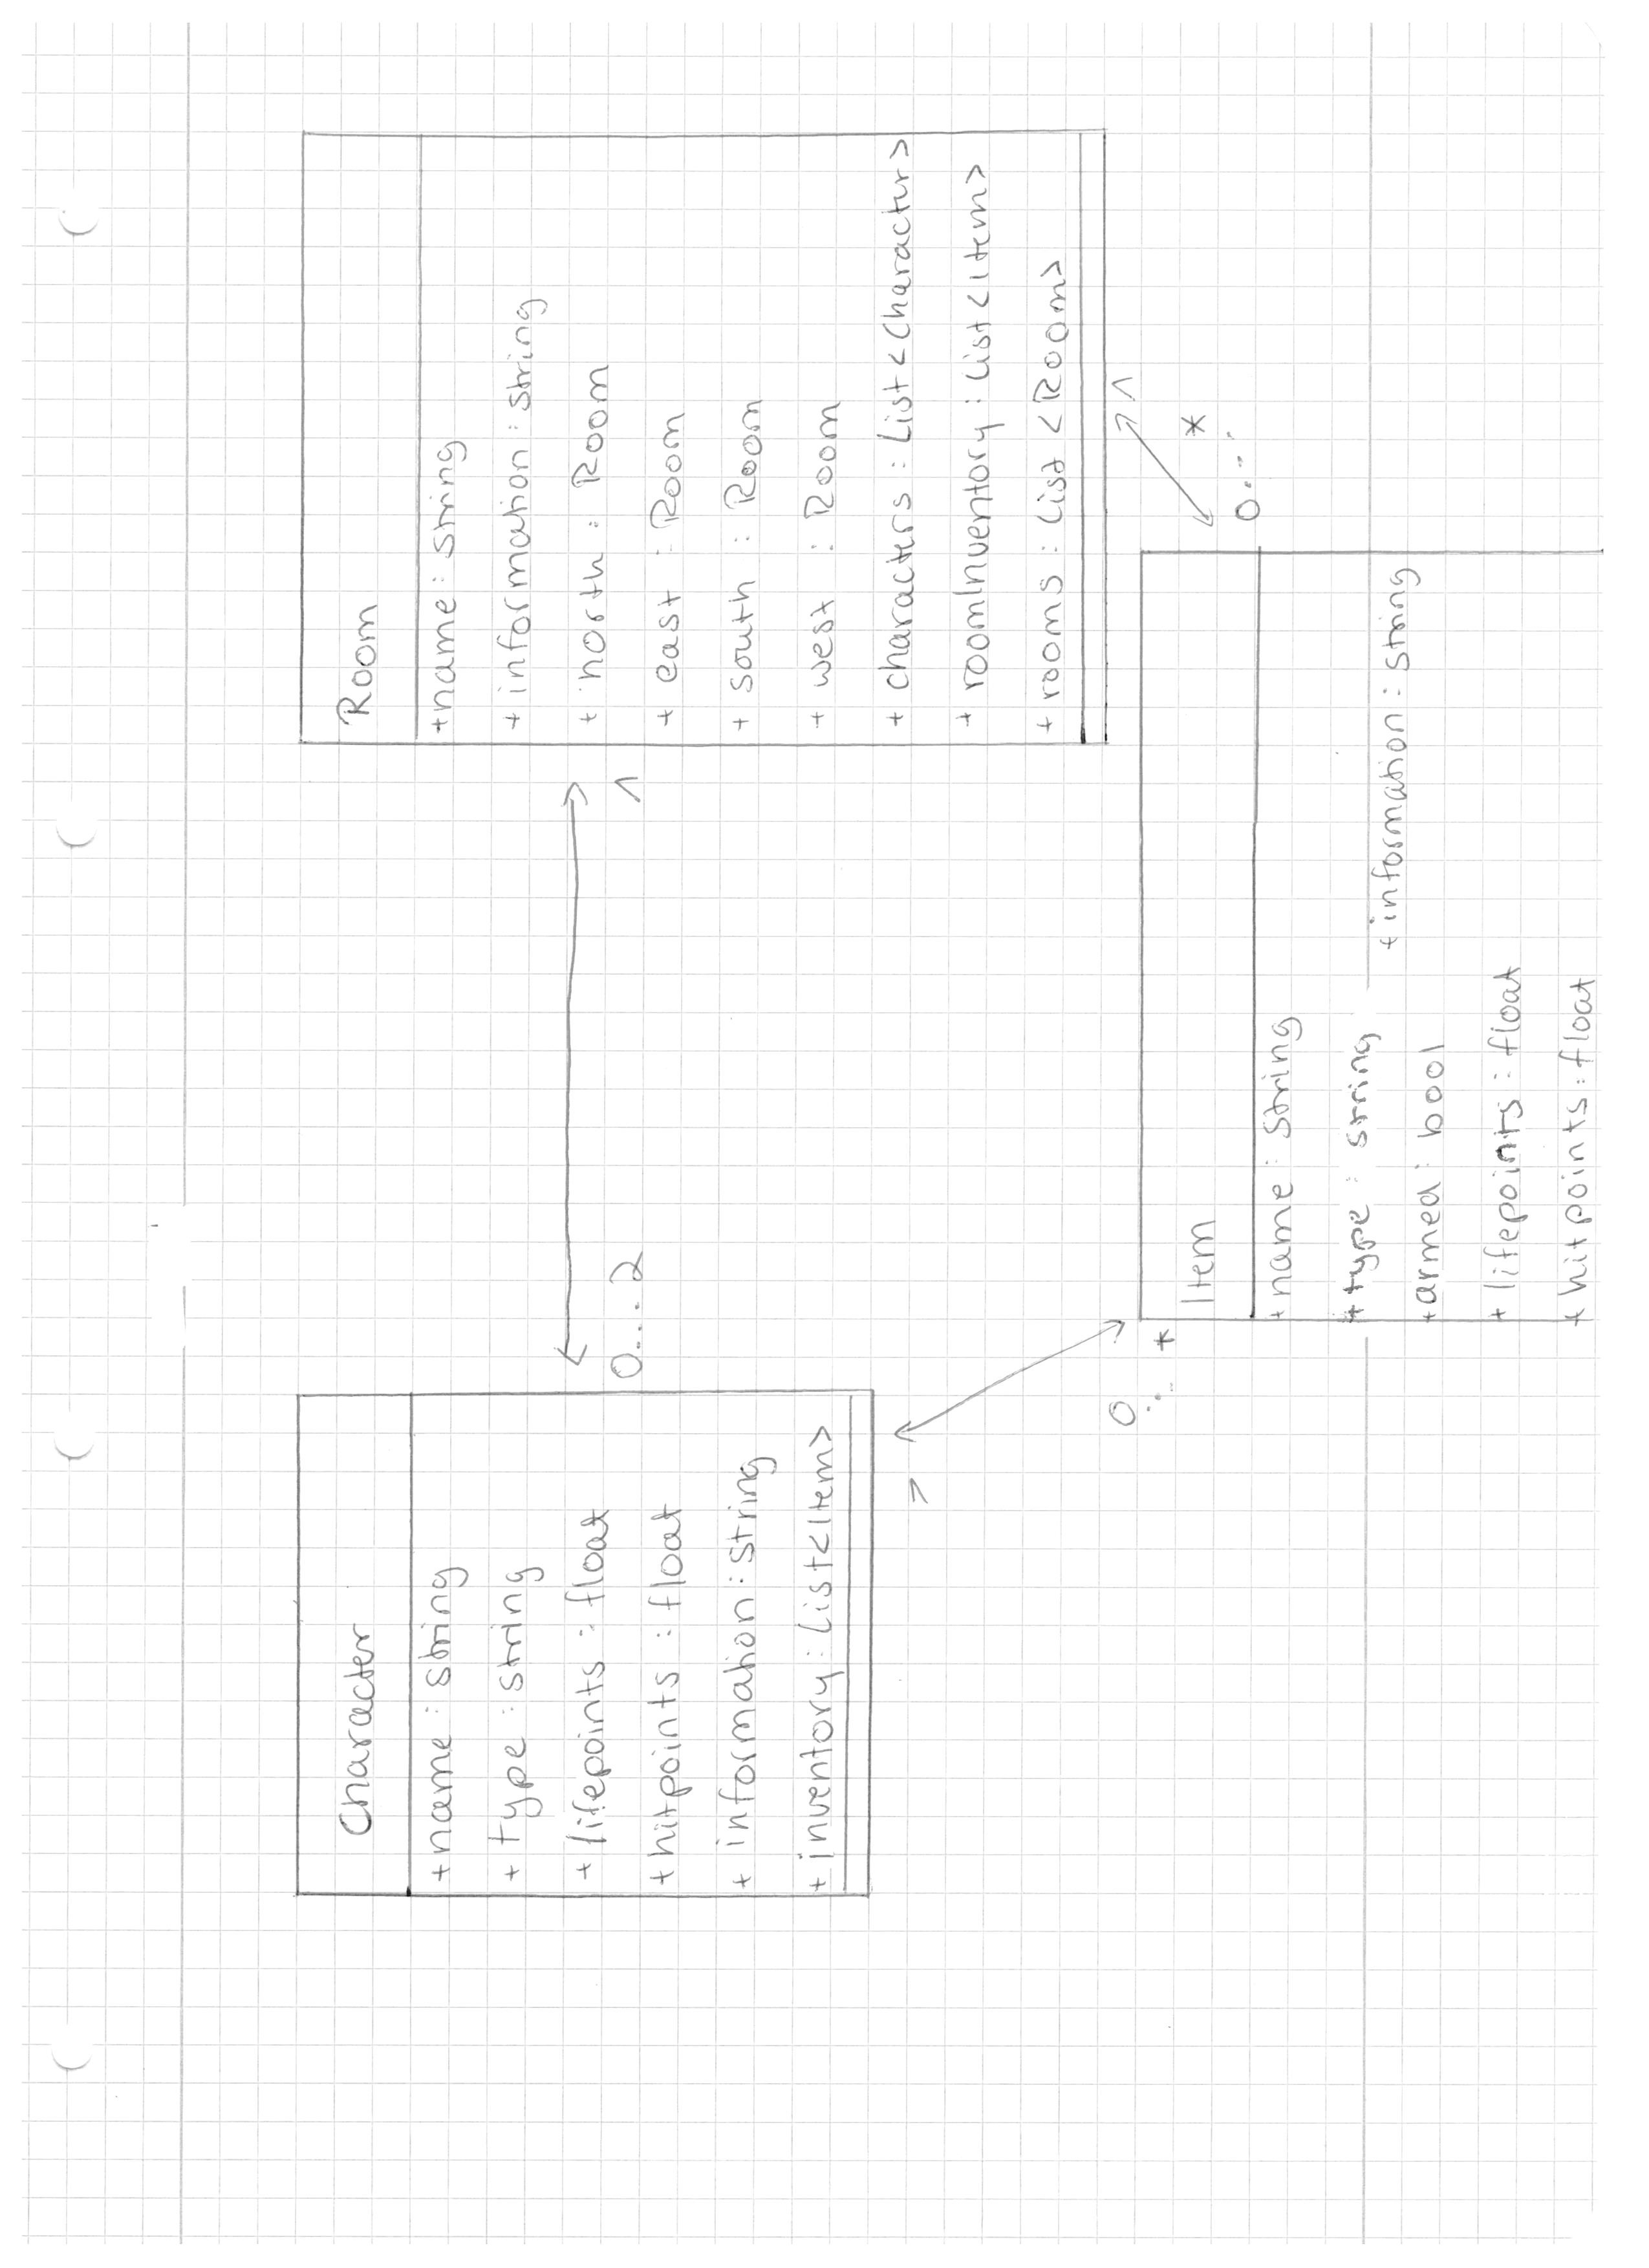 Character
+name : string
+ type : string
+ lifepoints : float
+hitpoints : float
+ information : string
+ inventory : List<Item>
0....2
1
Room
+name : string
+ information : string
+ north : Room
+ east : Room
+ south : Room
+ west : Room
+ characters : List<Character>
+ roomInventory : List<Item>
+ rooms : List <Room>
1
0...*
1
0...*
Item
+name : string
+type : string
+information : string
+armed : bool
+ lifepoints : float
+ hitpoints : float